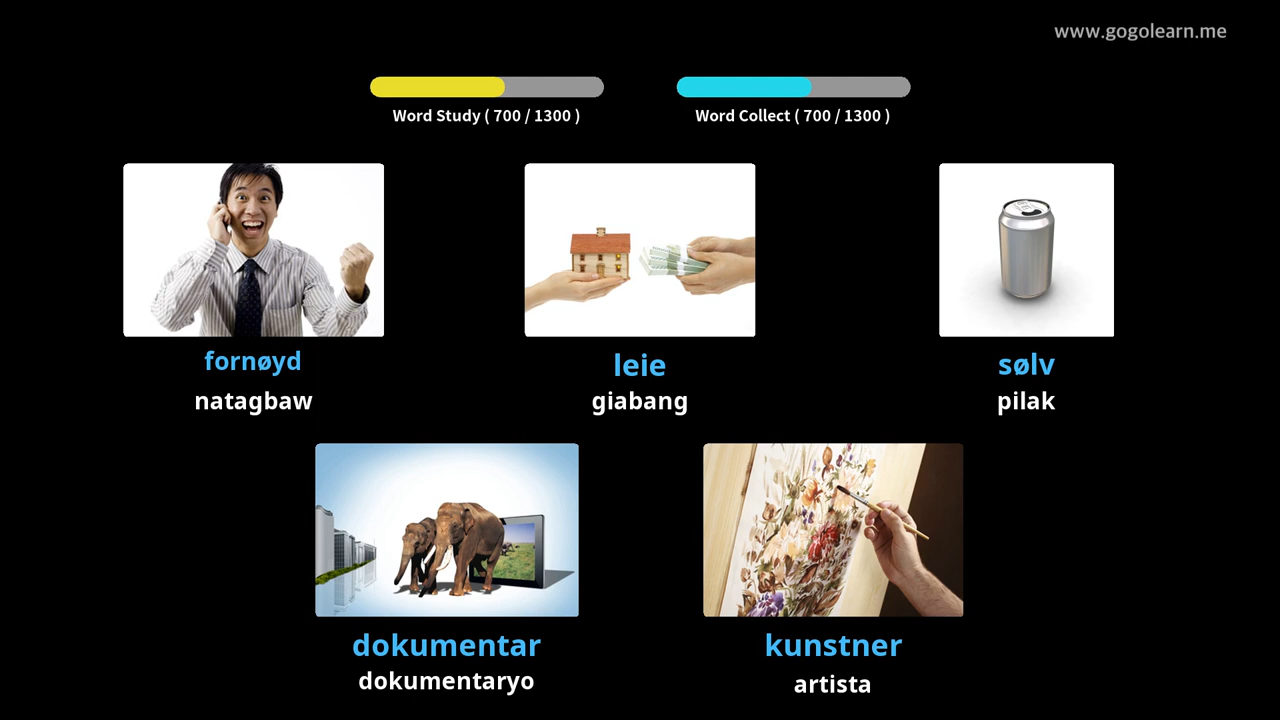 www.gogolearn.me
Word Study ( 700 / 1300 )
Word Collect ( 700 / 1300 )
fornøyd
natagbaw
leie
giabang
sølv
pilak
dokumentar
dokumentaryo
kunstner
artista